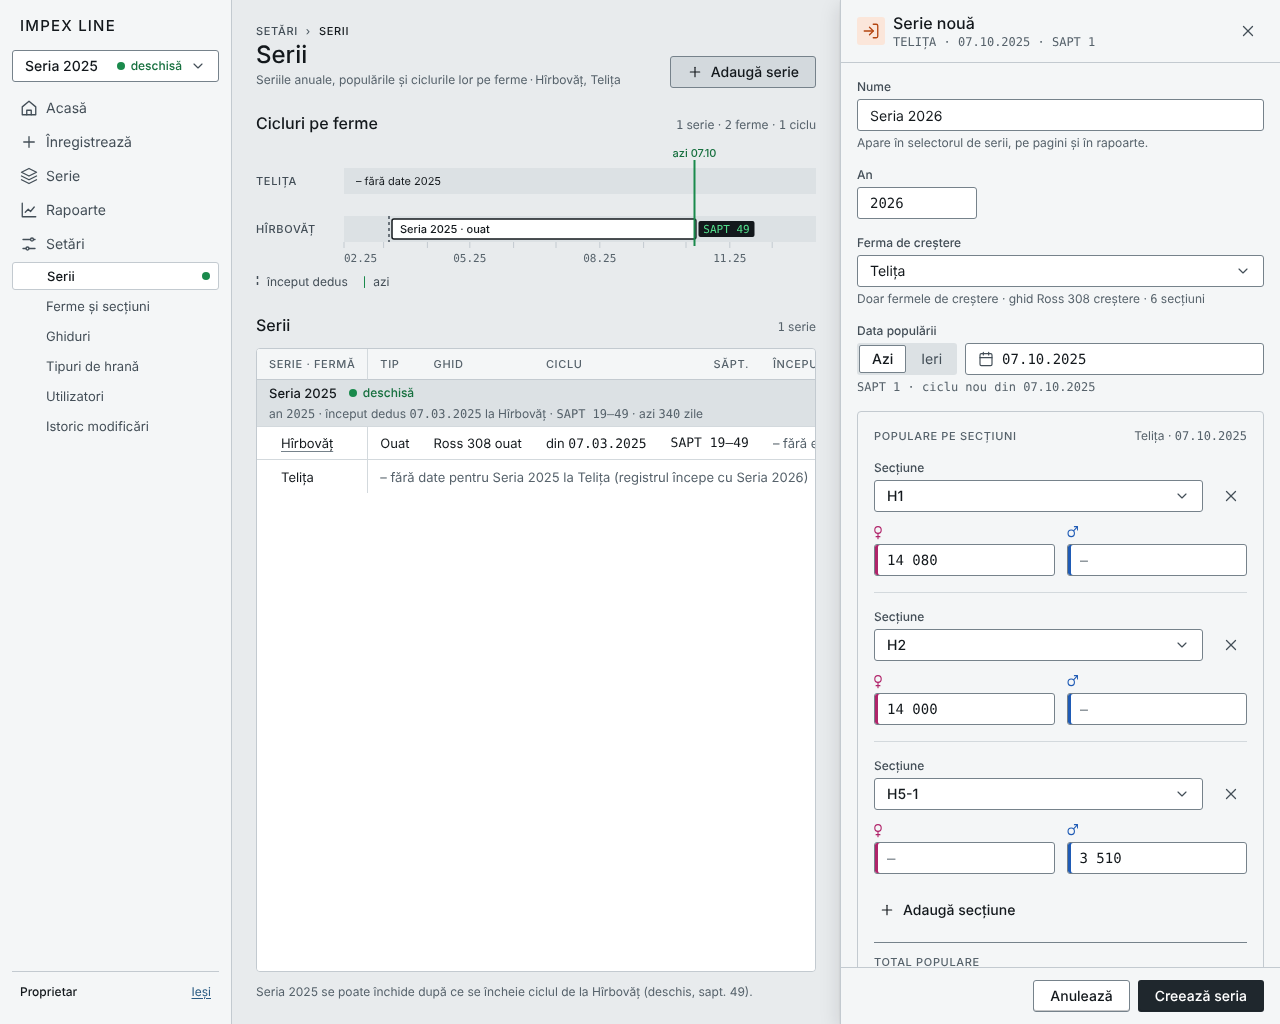 IMPEX LINE
Seria 2025 deschisă
Acasă
Înregistrează
Serie
Rapoarte
Setări
Serii
Ferme și secțiuni
Ghiduri
Tipuri de hrană
Utilizatori
Istoric modificări
Proprietar Ieși
SETĂRI › SERII
Serii
Seriile anuale, populările și ciclurile lor pe ferme · Hîrbovăț, Telița
Adaugă serie
Cicluri pe ferme
1 serie · 2 ferme · 1 ciclu
azi 07.10
TELIȚA – fără date 2025
HÎRBOVĂȚ Seria 2025 · ouat SAPT 49
02.25 05.25 08.25 11.25
început dedus azi
Serii 1 serie
SERIE · FERMĂ TIP GHID CICLU SĂPT. ÎNCEPU
Seria 2025 deschisă
an 2025 · început dedus 07.03.2025 la Hîrbovăț · SAPT 19–49 · azi 340 zile
Hîrbovăț Ouat Ross 308 ouat din 07.03.2025 SAPT 19–49 – fără
Telița – fără date pentru Seria 2025 la Telița (registrul începe cu Seria 2026)
Seria 2025 se poate închide după ce se încheie ciclul de la Hîrbovăț (deschis, sapt. 49).
Serie nouă
TELIȚA · 07.10.2025 · SAPT 1
Nume
Seria 2026
Apare în selectorul de serii, pe pagini și în rapoarte.
An
2026
Ferma de creștere
Telița
Doar fermele de creștere · ghid Ross 308 creștere · 6 secțiuni
Data populării
Azi Ieri 07.10.2025
SAPT 1 · ciclu nou din 07.10.2025
POPULARE PE SECȚIUNI Telița · 07.10.2025
Secțiune
H1
♀ ♂
14 080 –
Secțiune
H2
♀ ♂
14 000 –
Secțiune
H5-1
♀ ♂
– 3 510
Adaugă secțiune
TOTAL POPULARE
Anulează Creează seria